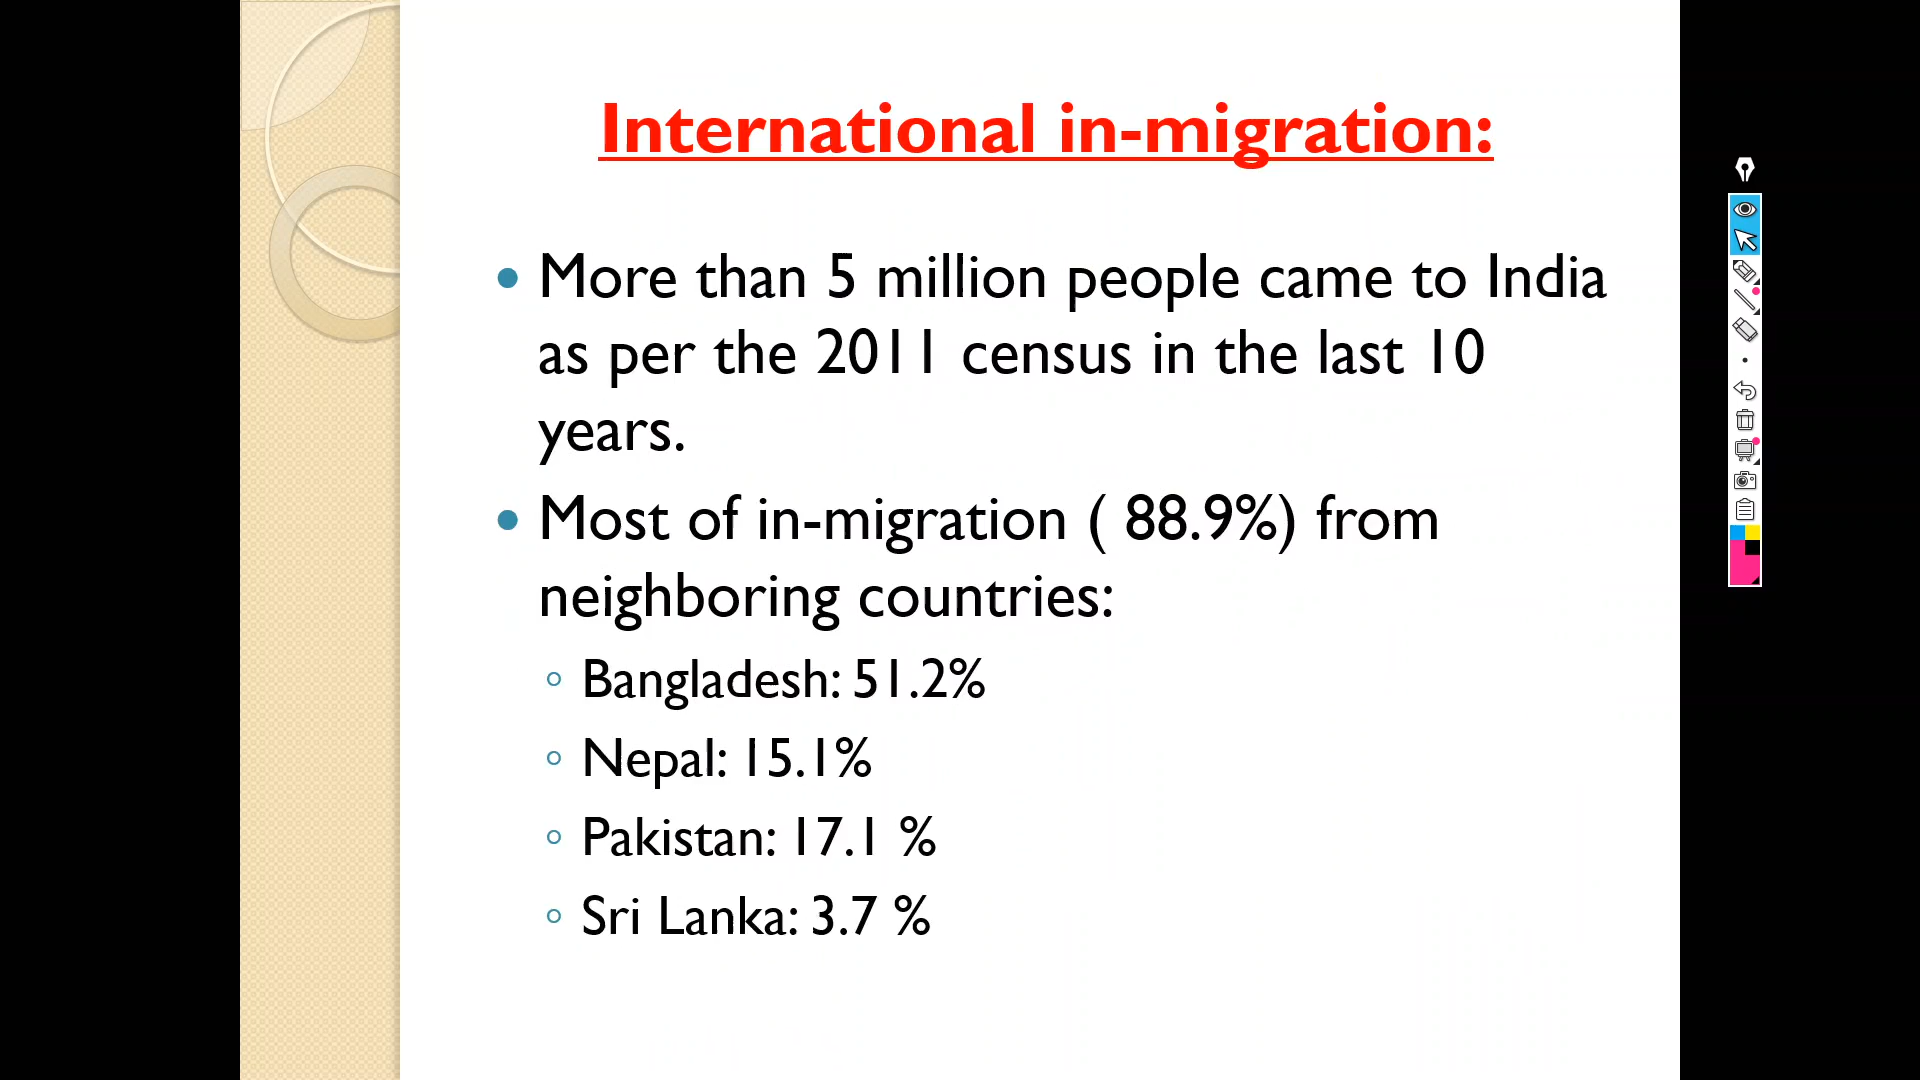 International in-migration:
• More than 5 million people came to India
as per the 2011 census in the last 10
years.
• Most of in-migration ( 88.9%) from
neighboring countries:
◦ Bangladesh: 51.2%
◦ Nepal: 15.1%
◦ Pakistan: 17.1 %
◦ Sri Lanka: 3.7 %